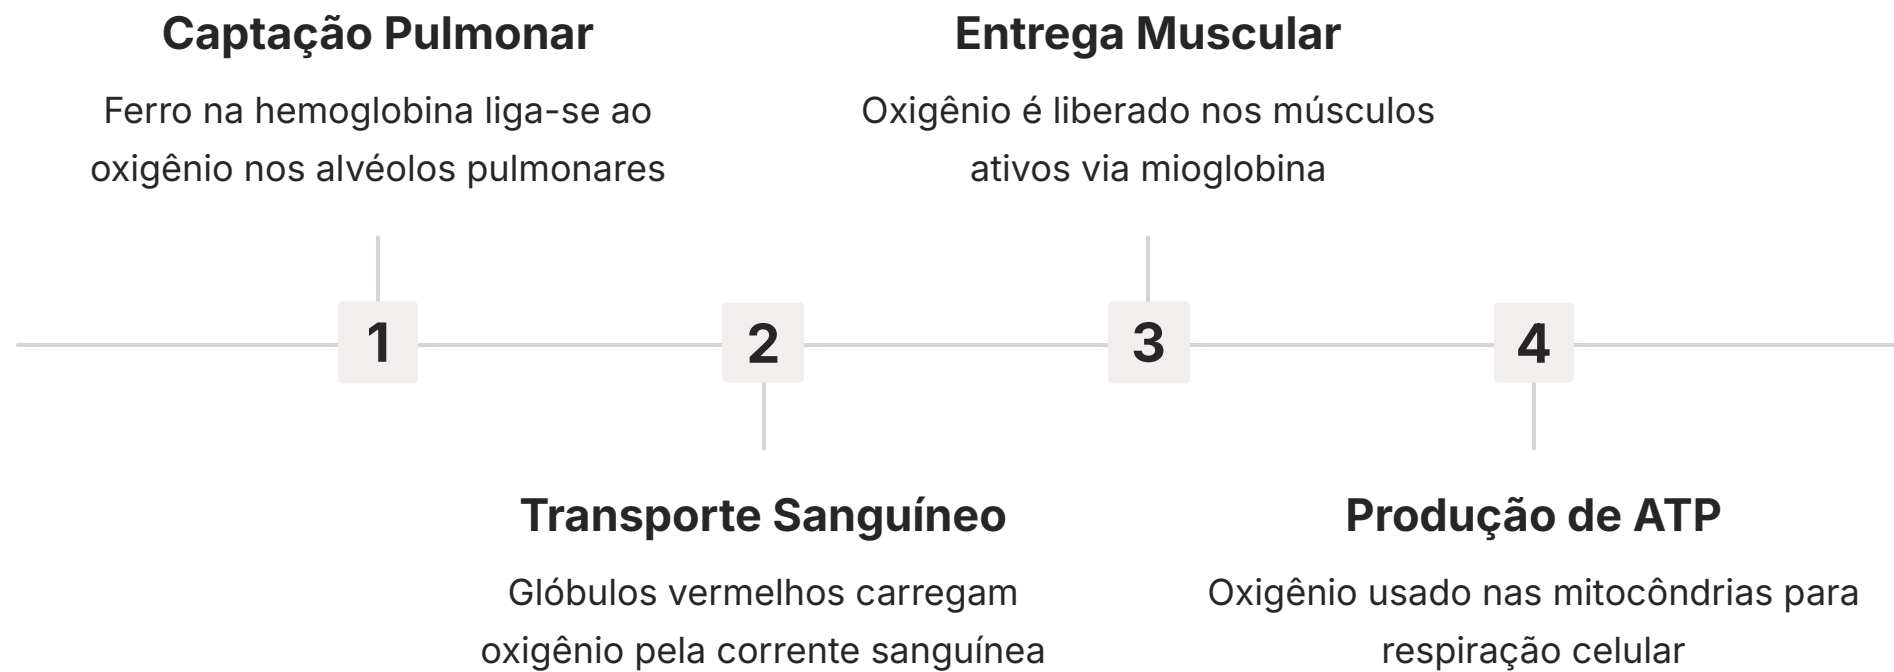 Captação Pulmonar
Ferro na hemoglobina liga-se ao
oxigênio nos alvéolos pulmonares
1
2
Transporte Sanguíneo
Glóbulos vermelhos carregam
oxigênio pela corrente sanguínea
Entrega Muscular
Oxigênio é liberado nos músculos
ativos via mioglobina
3
4
Produção de ATP
Oxigênio usado nas mitocôndrias para
respiração celular